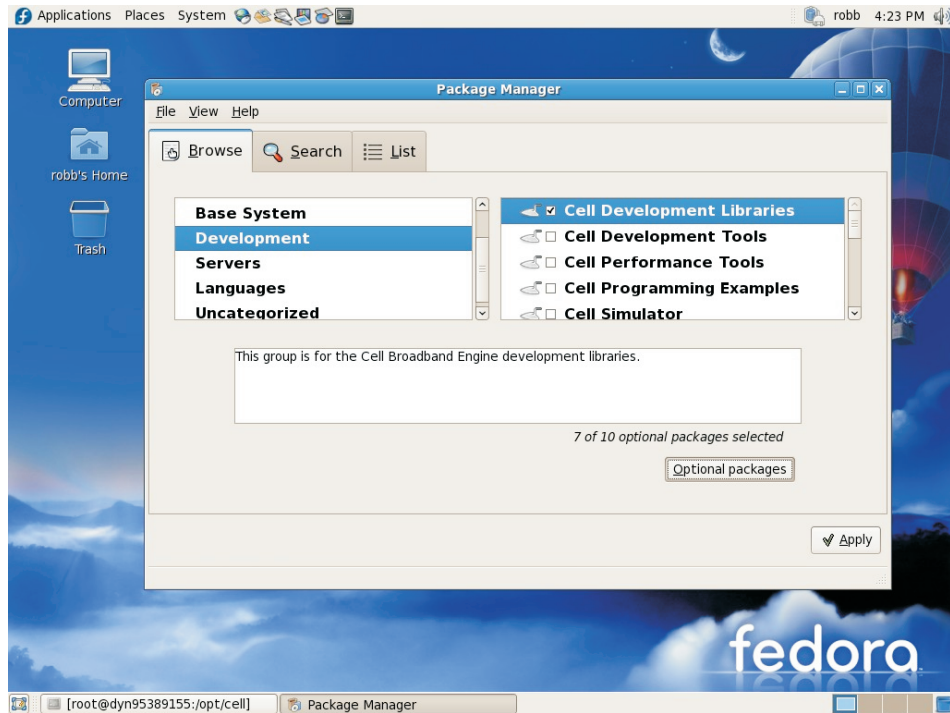 Applications Places System
robb 4:23 PM
Computer
robb's Home
Trash
Package Manager
File View Help
Browse Search List
Base System
Development
Servers
Languages
Uncategorized
Cell Development Libraries
Cell Development Tools
Cell Performance Tools
Cell Programming Examples
Cell Simulator
This group is for the Cell Broadband Engine development libraries.
7 of 10 optional packages selected
Optional packages
Apply
fedora
[root@dyn95389155:/opt/cell] Package Manager